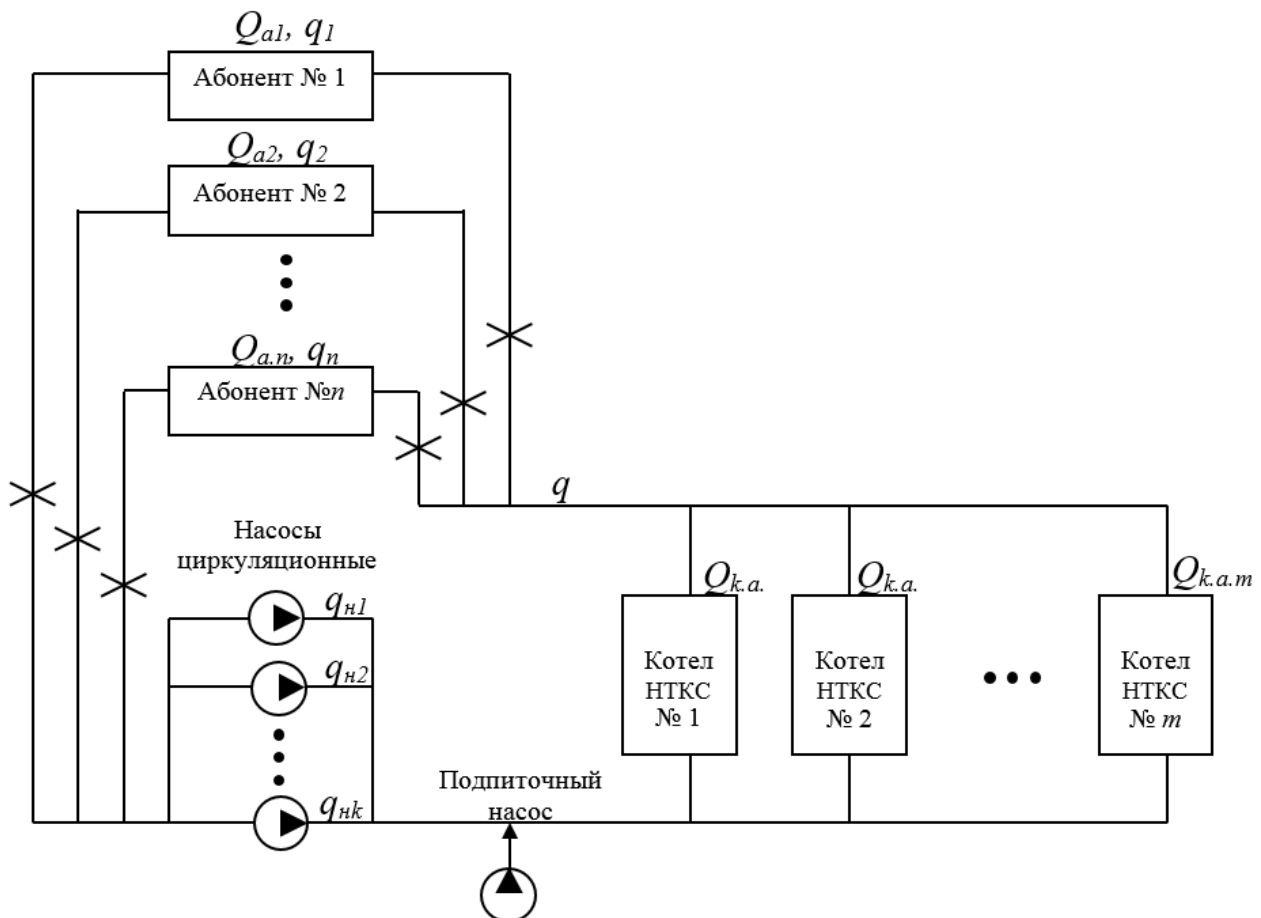 Qa1, q1
Абонент № 1
Qa2, q2
Абонент № 2
Qa.n, qn
Абонент №n
q
Насосы
циркуляционные
qн1
qн2
qнk
Подпиточный
насос
Qk.a.
Котел
НТКС
№ 1
Qk.a.
Котел
НТКС
№ 2
Qk.a.m
Котел
НТКС
№ m